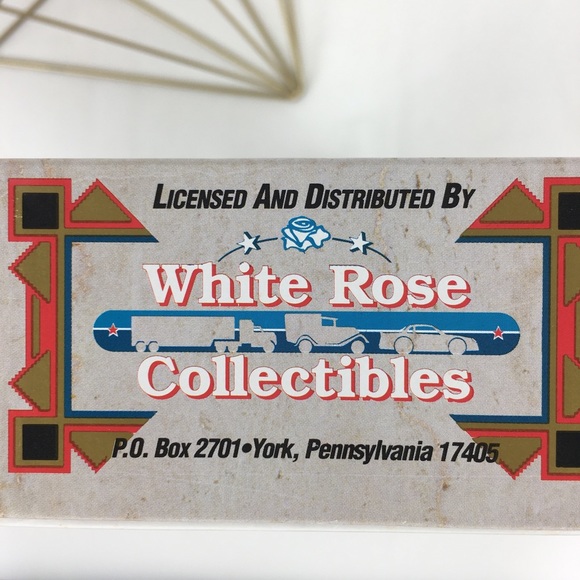 Licensed And Distributed By
White Rose
Collectibles
P.O. Box 2701•York, Pennsylvania 17405